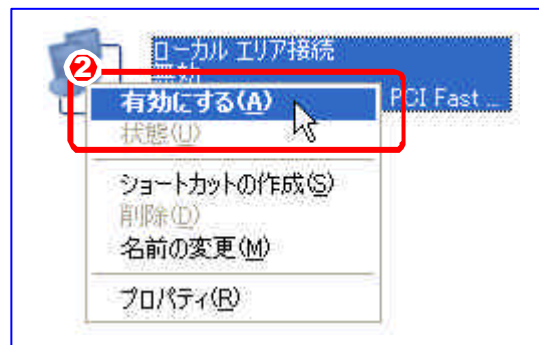 ローカル エリア接続
無効
PCI Fast ...
2
有効にする(A)
状態(U)
ショートカットの作成(S)
削除(D)
名前の変更(M)
プロパティ(R)